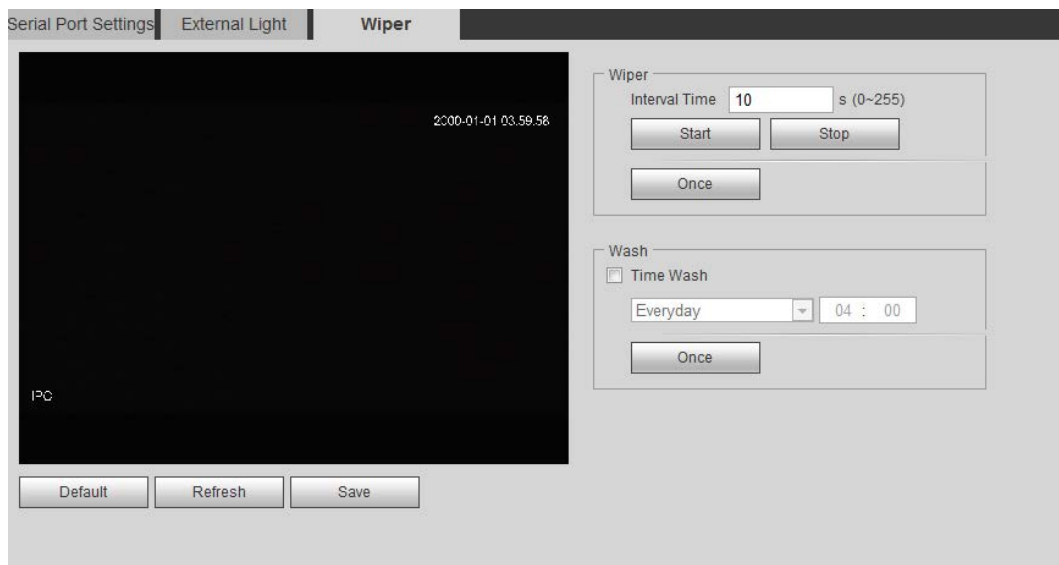 Serial Port Settings External Light Wiper
2000-01-01 03:59:58
IPC
Default Refresh Save
Wiper
Interval Time 10 s (0~255)
Start Stop
Once
Wash
Time Wash
Everyday 04 : 00
Once